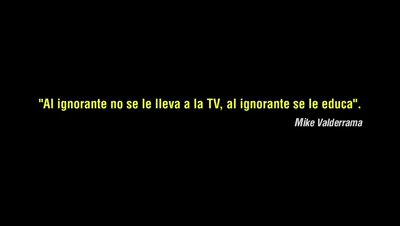 "Al ignorante no se le lleva a la TV, al ignorante se le educa".
Mike Valderrama